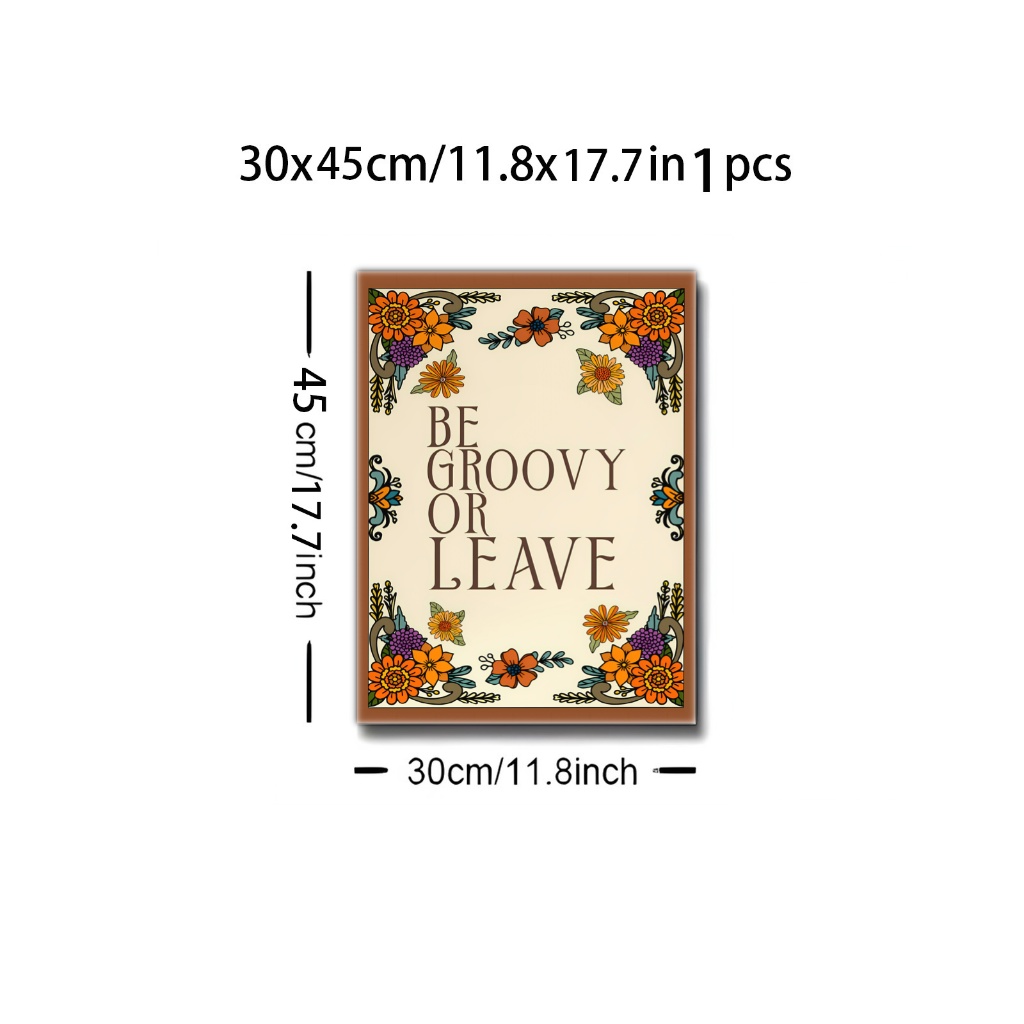 30x45cm/11.8x17.7in 1 pcs
45 cm/17.7inch
BE
GROOVY
OR
LEAVE
30cm/11.8inch